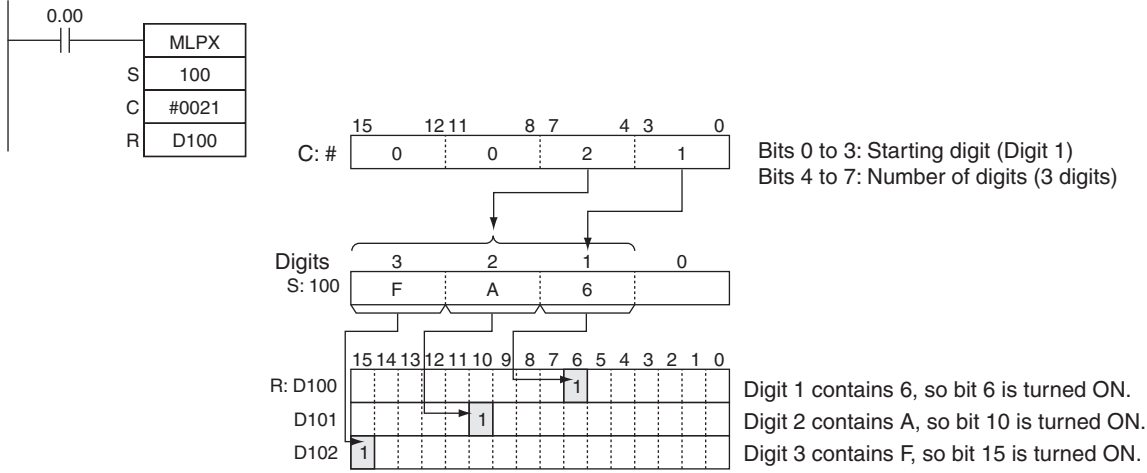 0.00
MLPX
S 100
C #0021
R D100
15 12 11 8 7 4 3 0
C: # 0 0 2 1
Bits 0 to 3: Starting digit (Digit 1)
Bits 4 to 7: Number of digits (3 digits)
Digits 3 2 1 0
S: 100 F A 6
15 14 13 12 11 10 9 8 7 6 5 4 3 2 1 0
R: D100 1 Digit 1 contains 6, so bit 6 is turned ON.
D101 1 Digit 2 contains A, so bit 10 is turned ON.
D102 1 Digit 3 contains F, so bit 15 is turned ON.